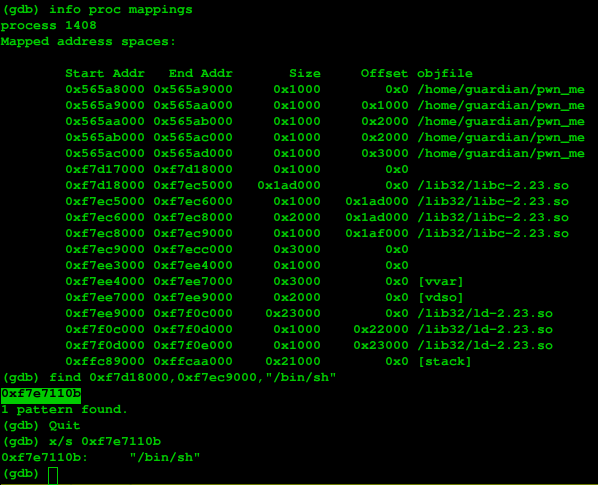 (gdb) info proc mappings
process 1408
Mapped address spaces:
Start Addr End Addr Size Offset objfile
0x565a8000 0x565a9000 0x1000 0x0 /home/guardian/pwn_me
0x565a9000 0x565aa000 0x1000 0x1000 /home/guardian/pwn_me
0x565aa000 0x565ab000 0x1000 0x2000 /home/guardian/pwn_me
0x565ab000 0x565ac000 0x1000 0x2000 /home/guardian/pwn_me
0x565ac000 0x565ad000 0x1000 0x3000 /home/guardian/pwn_me
0xf7d17000 0xf7d18000 0x1000 0x0
0xf7d18000 0xf7ec5000 0x1ad000 0x0 /lib32/libc-2.23.so
0xf7ec5000 0xf7ec6000 0x1000 0x1ad000 /lib32/libc-2.23.so
0xf7ec6000 0xf7ec8000 0x2000 0x1ad000 /lib32/libc-2.23.so
0xf7ec8000 0xf7ec9000 0x1000 0x1af000 /lib32/libc-2.23.so
0xf7ec9000 0xf7ecc000 0x3000 0x0
0xf7ee3000 0xf7ee4000 0x1000 0x0
0xf7ee4000 0xf7ee7000 0x3000 0x0 [vvar]
0xf7ee7000 0xf7ee9000 0x2000 0x0 [vdso]
0xf7ee9000 0xf7f0c000 0x23000 0x0 /lib32/ld-2.23.so
0xf7f0c000 0xf7f0d000 0x1000 0x22000 /lib32/ld-2.23.so
0xf7f0d000 0xf7f0e000 0x1000 0x23000 /lib32/ld-2.23.so
0xffc89000 0xffcaa000 0x21000 0x0 [stack]
(gdb) find 0xf7d18000,0xf7ec9000,"/bin/sh"
0xf7e7110b
1 pattern found.
(gdb) Quit
(gdb) x/s 0xf7e7110b
0xf7e7110b: "/bin/sh"
(gdb)